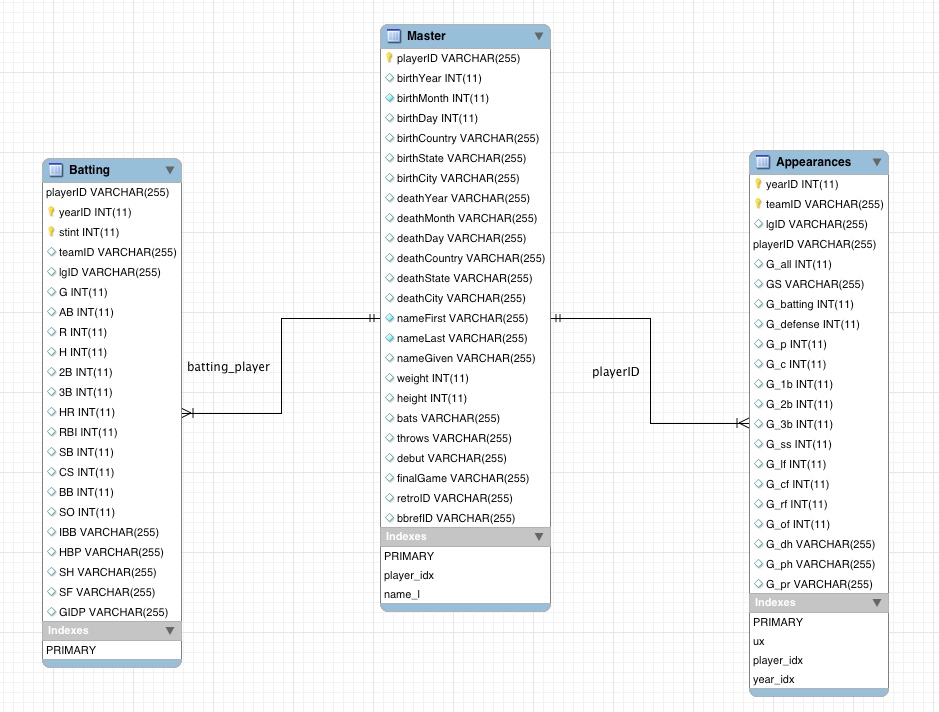 Batting
playerID VARCHAR(255)
yearID INT(11)
stint INT(11)
teamID VARCHAR(255)
lgID VARCHAR(255)
G INT(11)
AB INT(11)
R INT(11)
H INT(11)
2B INT(11)
3B INT(11)
HR INT(11)
RBI INT(11)
SB INT(11)
CS INT(11)
BB INT(11)
SO INT(11)
IBB VARCHAR(255)
HBP VARCHAR(255)
SH VARCHAR(255)
SF VARCHAR(255)
GIDP VARCHAR(255)
Indexes
PRIMARY
batting_player
Master
playerID VARCHAR(255)
birthYear INT(11)
birthMonth INT(11)
birthDay INT(11)
birthCountry VARCHAR(255)
birthState VARCHAR(255)
birthCity VARCHAR(255)
deathYear VARCHAR(255)
deathMonth VARCHAR(255)
deathDay VARCHAR(255)
deathCountry VARCHAR(255)
deathState VARCHAR(255)
deathCity VARCHAR(255)
nameFirst VARCHAR(255)
nameLast VARCHAR(255)
nameGiven VARCHAR(255)
weight INT(11)
height INT(11)
bats VARCHAR(255)
throws VARCHAR(255)
debut VARCHAR(255)
finalGame VARCHAR(255)
retroID VARCHAR(255)
bbrefID VARCHAR(255)
Indexes
PRIMARY
player_idx
name_l
playerID
Appearances
yearID INT(11)
teamID VARCHAR(255)
lgID VARCHAR(255)
playerID VARCHAR(255)
G_all INT(11)
GS VARCHAR(255)
G_batting INT(11)
G_defense INT(11)
G_p INT(11)
G_c INT(11)
G_1b INT(11)
G_2b INT(11)
G_3b INT(11)
G_ss INT(11)
G_lf INT(11)
G_cf INT(11)
G_rf INT(11)
G_of INT(11)
G_dh VARCHAR(255)
G_ph VARCHAR(255)
G_pr VARCHAR(255)
Indexes
PRIMARY
ux
player_idx
year_idx